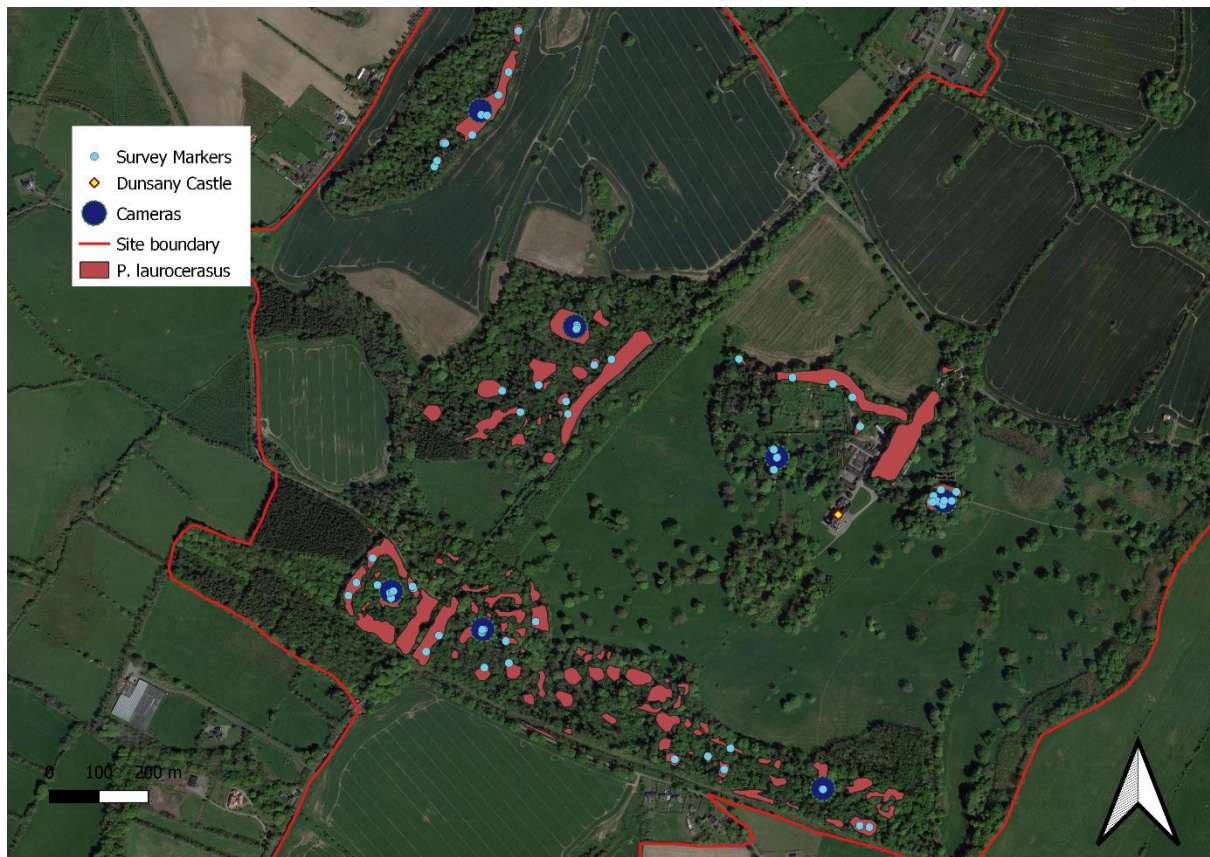 Survey Markers
Dunsany Castle
Cameras
Site boundary
P. laurocerasus
0 100 200 m